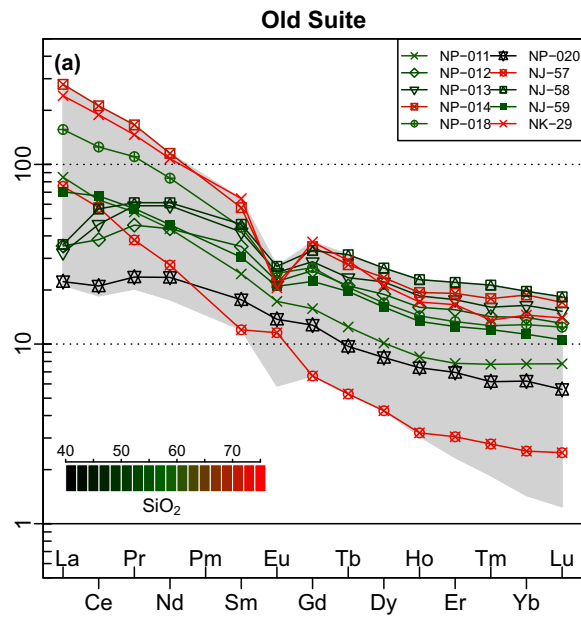 Old Suite
(a)
NP-011 NP-020
NP-012 NJ-57
NP-013 NJ-58
NP-014 NJ-59
NP-018 NK-29
100
10
1
40 50 60 70
SiO2
La Pr Pm Eu Tb Ho Tm Lu
Ce Nd Sm Gd Dy Er Yb